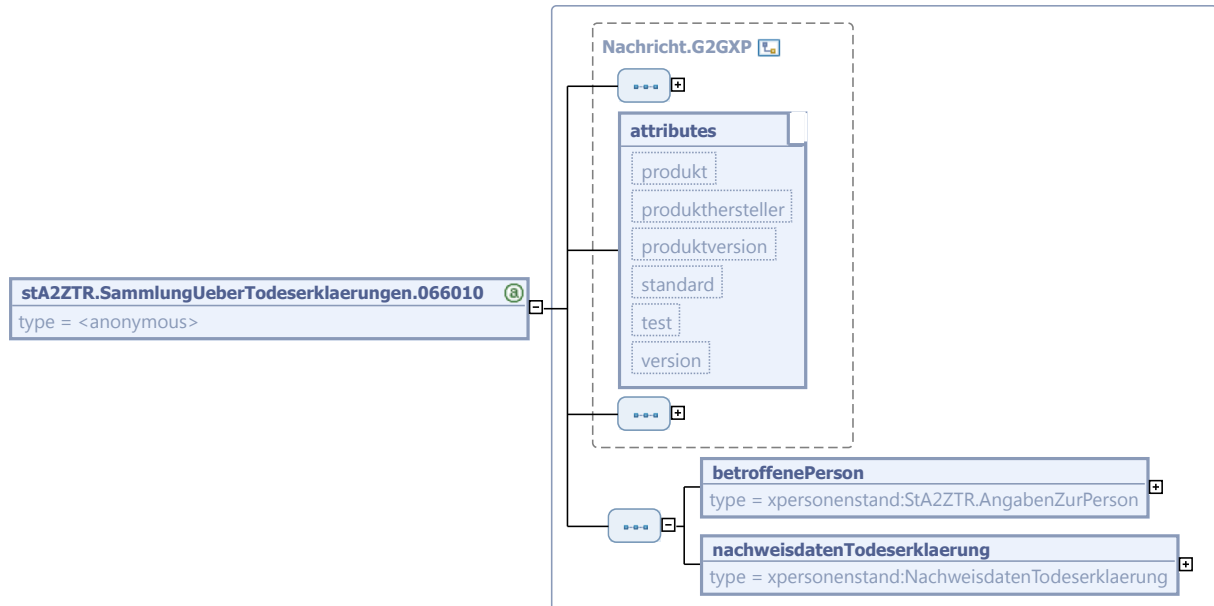 Nachricht.G2GXP
attributes
produkt
produkthersteller
produktversion
standard
test
version
stA2ZTR.SammlungUeberTodeserklaerungen.066010
type = <anonymous>
betroffenePerson
type = xpersonenstand:StA2ZTR.AngabenZurPerson
nachweisdatenTodeserklaerung
type = xpersonenstand:NachweisdatenTodeserklaerung